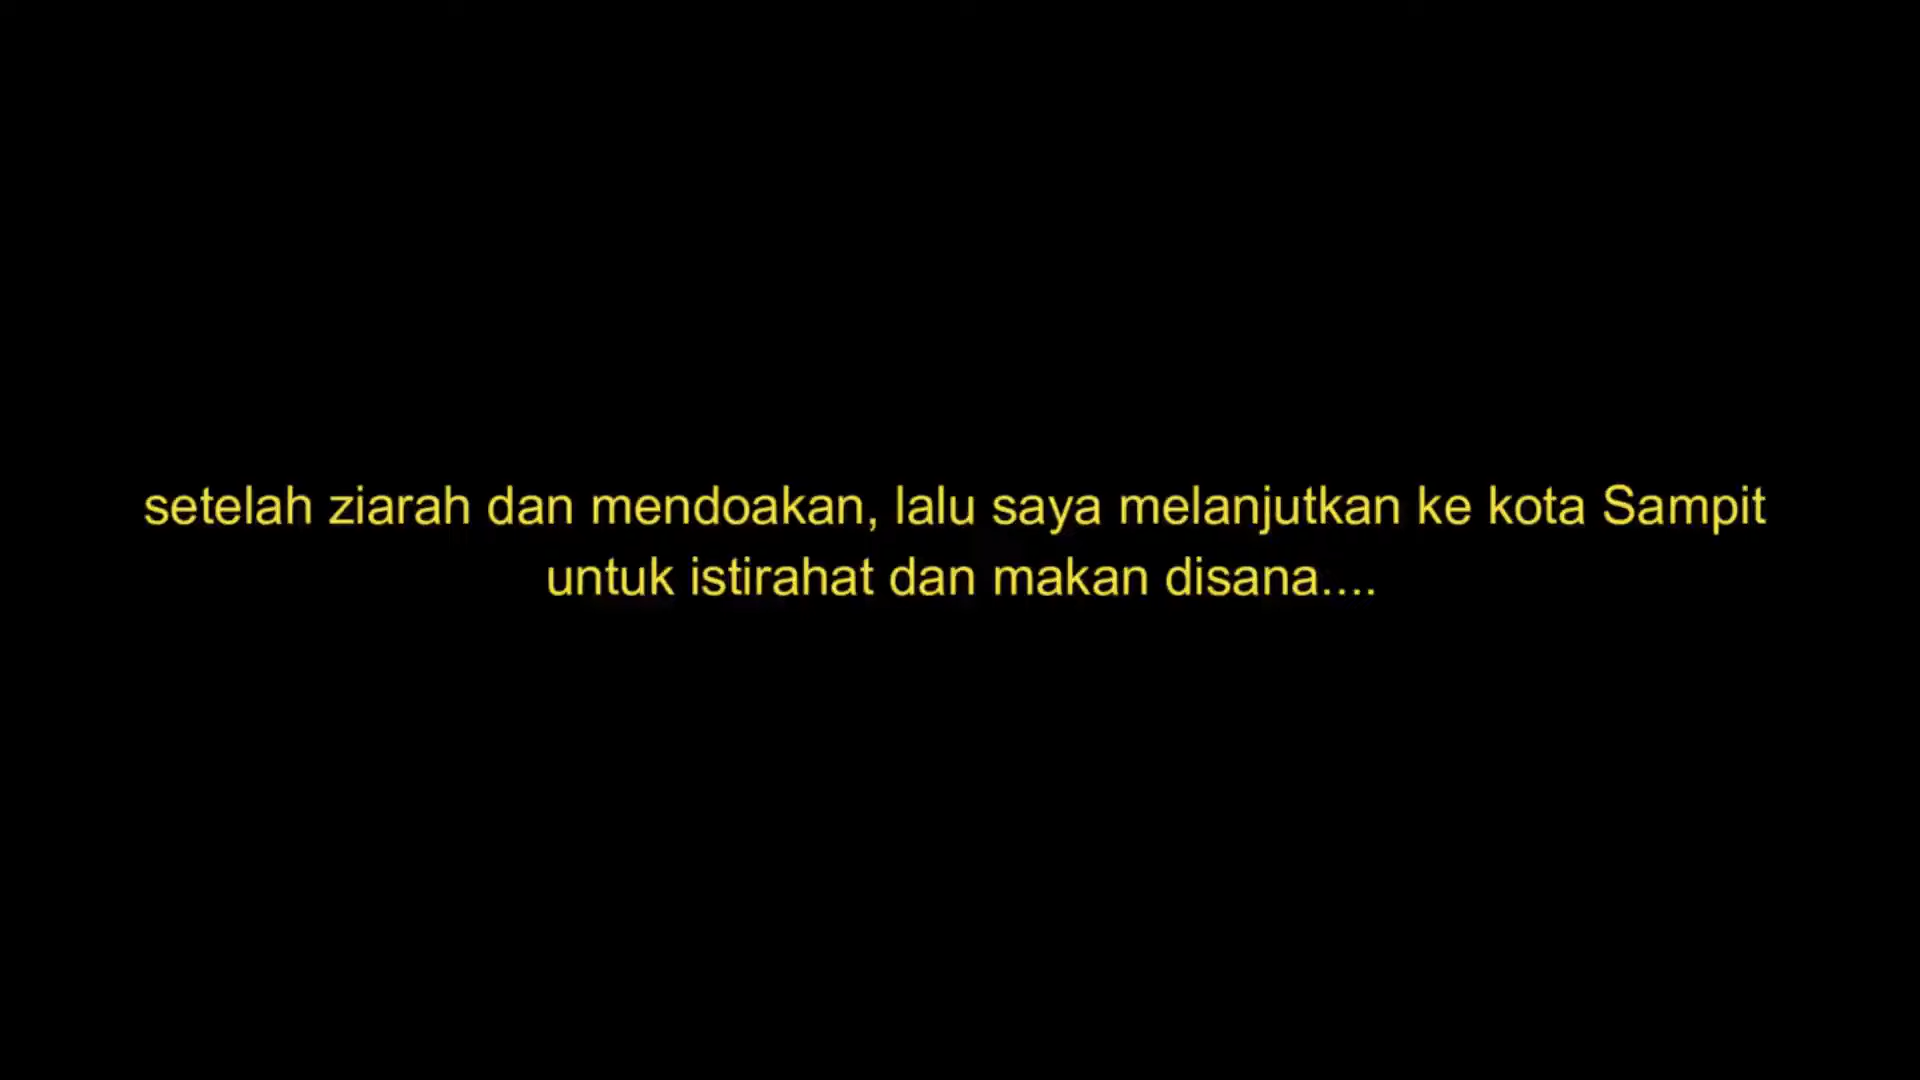 setelah ziarah dan mendoakan, lalu saya melanjutkan ke kota Sampit
untuk istirahat dan makan disana....